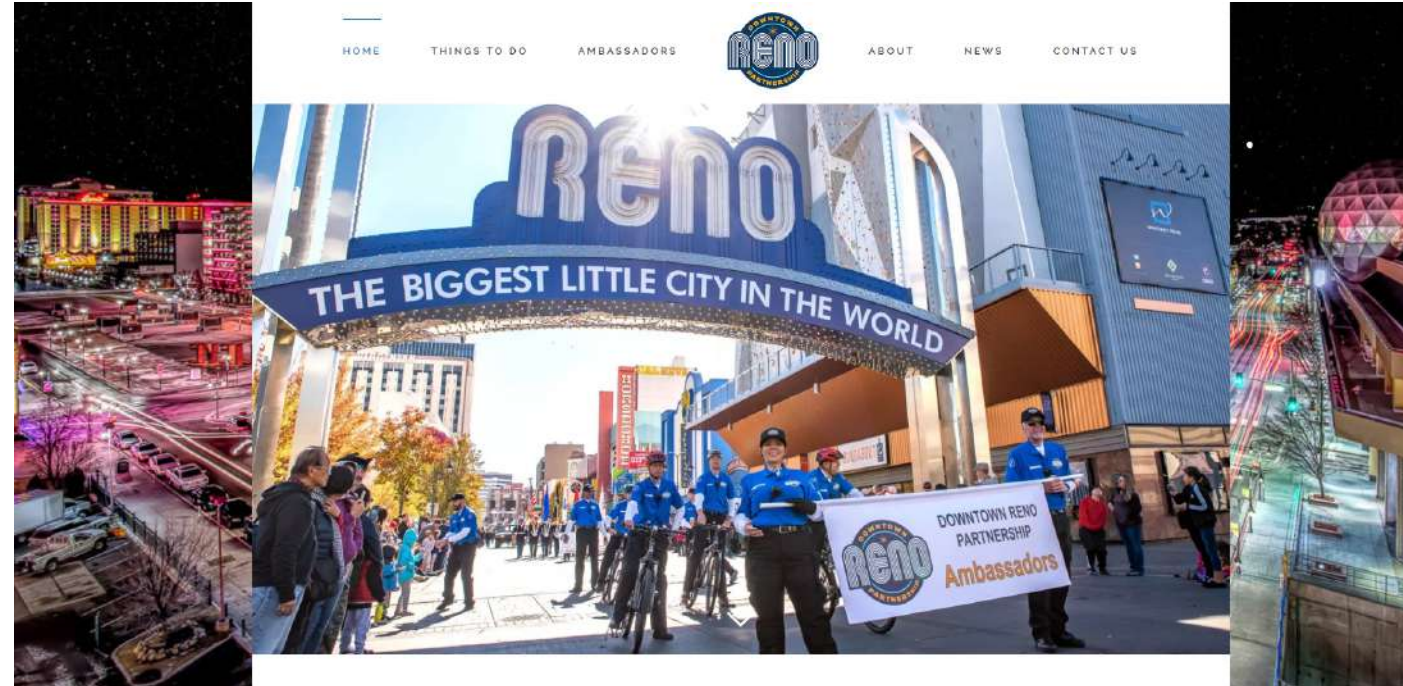 HOME
THINGS TO DO
AMBASSADORS
DOWNTOWN
RENO
PARTNERSHIP
ABOUT
NEWS
CONTACT US
RENO
THE BIGGEST LITTLE CITY IN THE WORLD
DOWNTOWN RENO
PARTNERSHIP
Ambassadors
DOWNTOWN
RENO
PARTNERSHIP